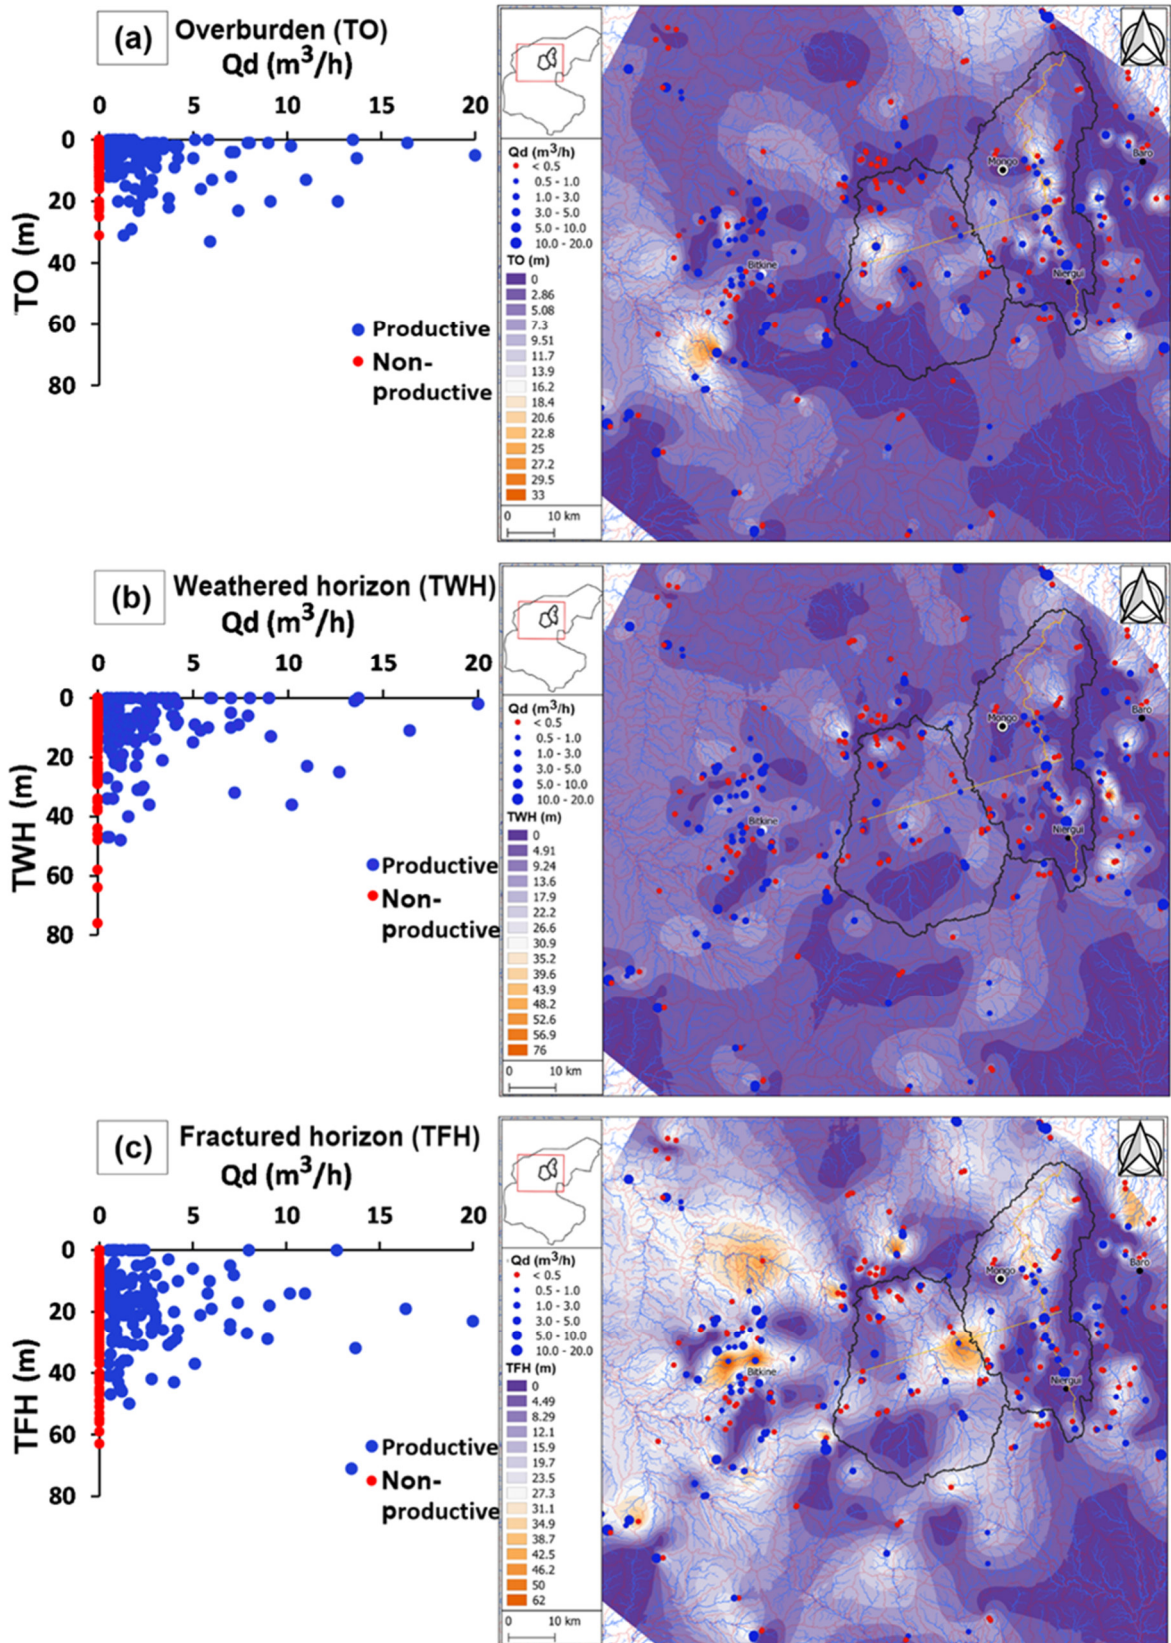 (a)
Overburden (TO)
Qd (m³/h)
0 5 10 15 20
0
20
40
60
80
TO (m)
Productive
Non-
productive
Qd (m³/h)
< 0.5
0.5 - 1.0
1.0 - 3.0
3.0 - 5.0
5.0 - 10.0
10.0 - 20.0
TO (m)
0
2.86
5.08
7.3
9.51
11.7
13.9
16.2
18.4
20.6
22.8
25
27.2
29.5
33
0 10 km
Mongo
Baro
Bitkine
Niergui
(b)
Weathered horizon (TWH)
Qd (m³/h)
0 5 10 15 20
0
20
40
60
80
TWH (m)
Productive
Non-
productive
Qd (m³/h)
< 0.5
0.5 - 1.0
1.0 - 3.0
3.0 - 5.0
5.0 - 10.0
10.0 - 20.0
TWH (m)
0
4.91
9.24
13.6
17.9
22.2
26.6
30.9
35.2
39.6
43.9
48.2
52.6
56.9
76
0 10 km
Mongo
Baro
Bitkine
Niergui
(c)
Fractured horizon (TFH)
Qd (m³/h)
0 5 10 15 20
0
20
40
60
80
TFH (m)
Productive
Non-
productive
Qd (m³/h)
< 0.5
0.5 - 1.0
1.0 - 3.0
3.0 - 5.0
5.0 - 10.0
10.0 - 20.0
TFH (m)
0
4.49
8.29
12.1
15.9
19.7
23.5
27.3
31.1
34.9
38.7
42.5
46.2
50
62
0 10 km
Mongo
Baro
Bitkine
Niergui